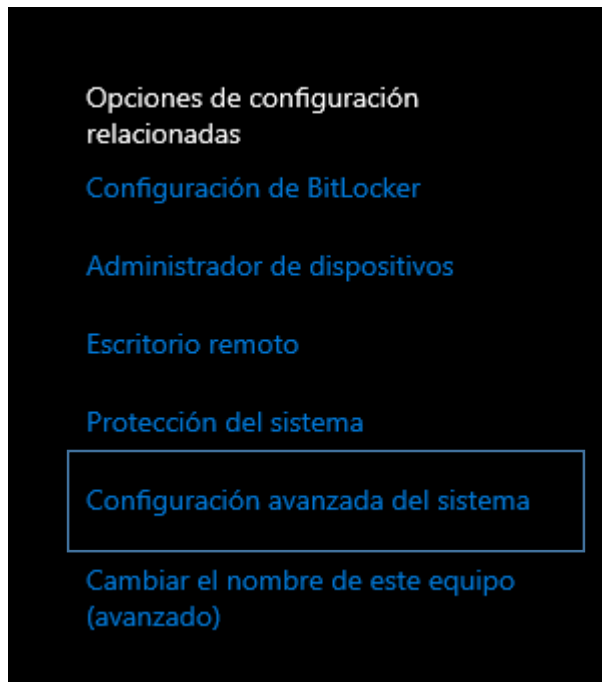 Opciones de configuración
relacionadas
Configuración de BitLocker
Administrador de dispositivos
Escritorio remoto
Protección del sistema
Configuración avanzada del sistema
Cambiar el nombre de este equipo
(avanzado)